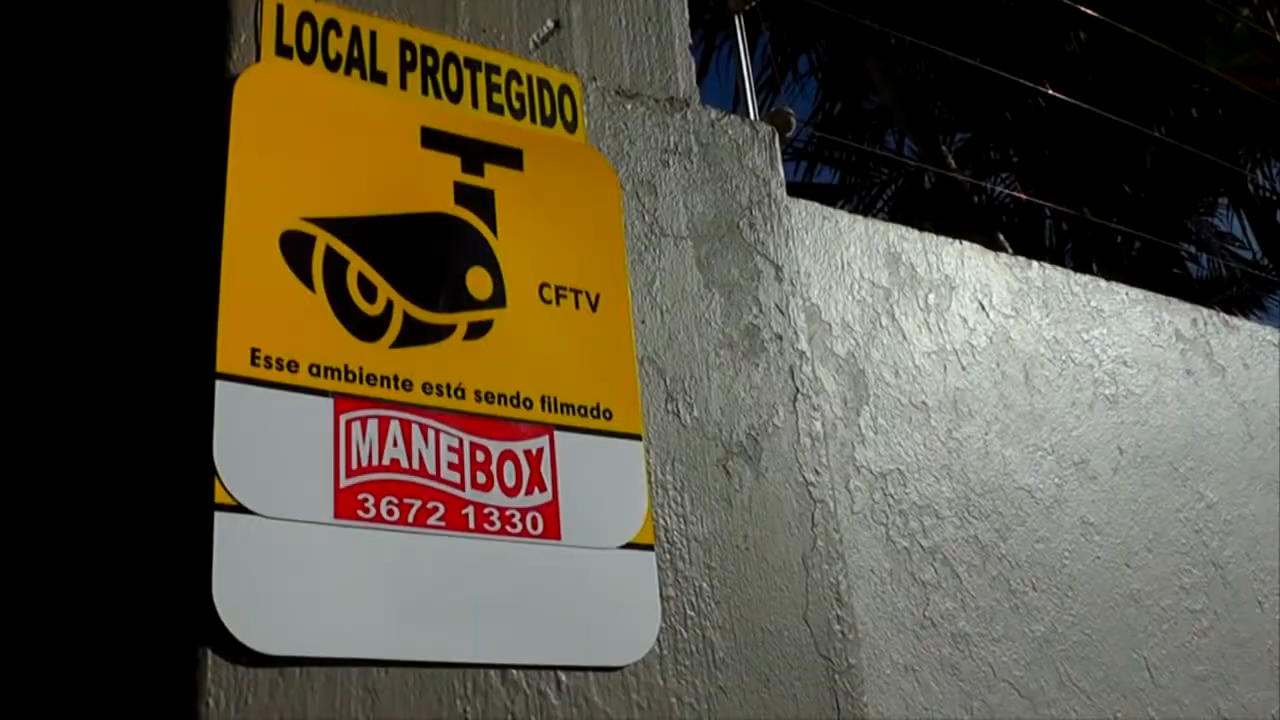 LOCAL PROTEGIDO
CFTV
Esse ambiente está sendo filmado
MANEBOX
3672 1330